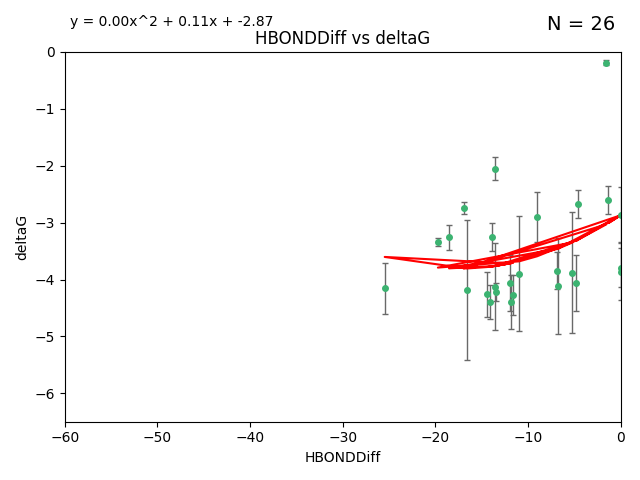 y = 0.00x^2 + 0.11x + -2.87
N = 26
HBONDDiff vs deltaG
0
−1
−2
−3
−4
−5
−6
deltaG
−60 −50 −40 −30 −20 −10 0
HBONDDiff